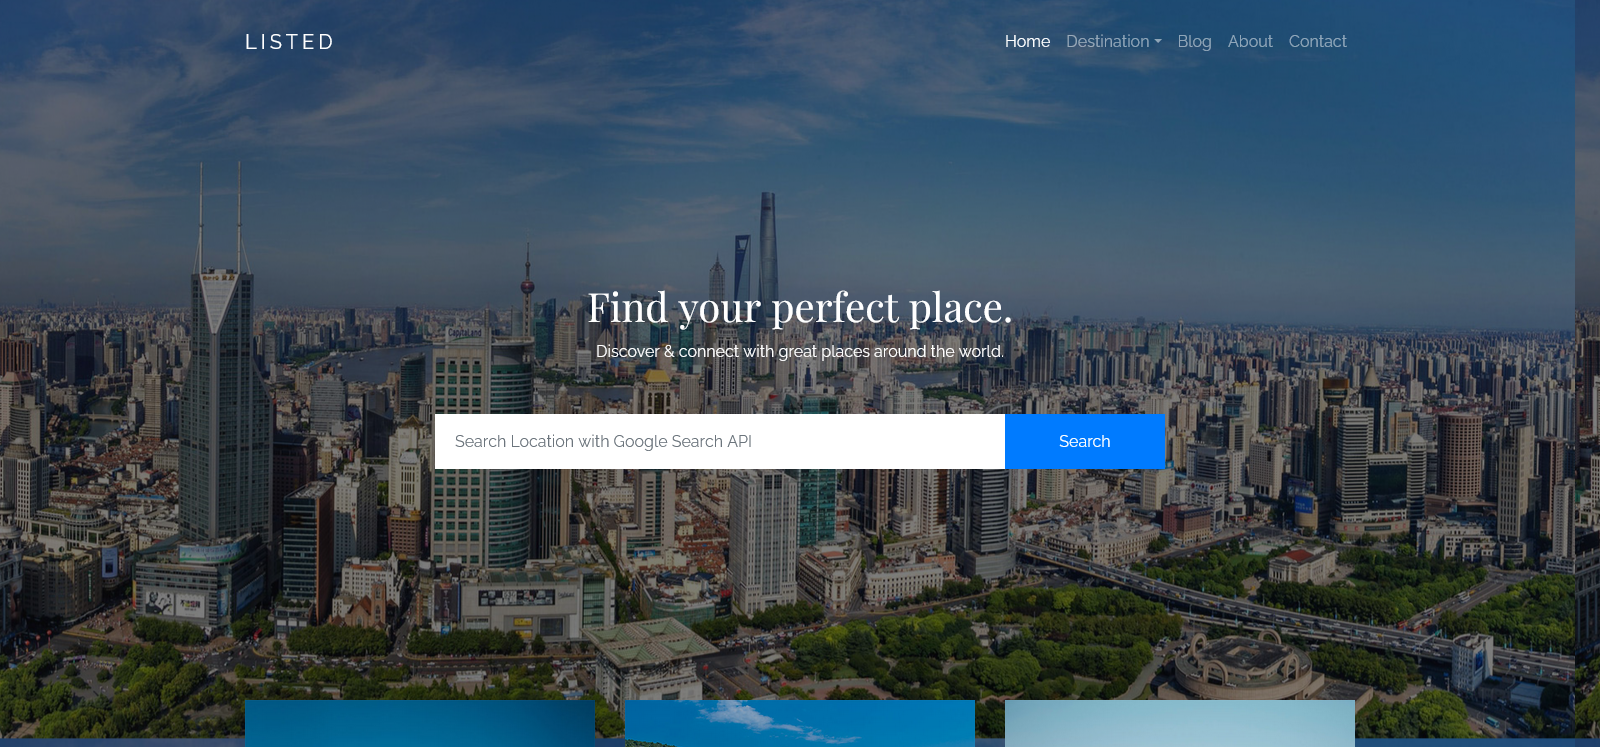 LISTED
Home Destination Blog About Contact
CapitaLand
Find your perfect place.
Discover & connect with great places around the world.
Search Location with Google Search API
Search